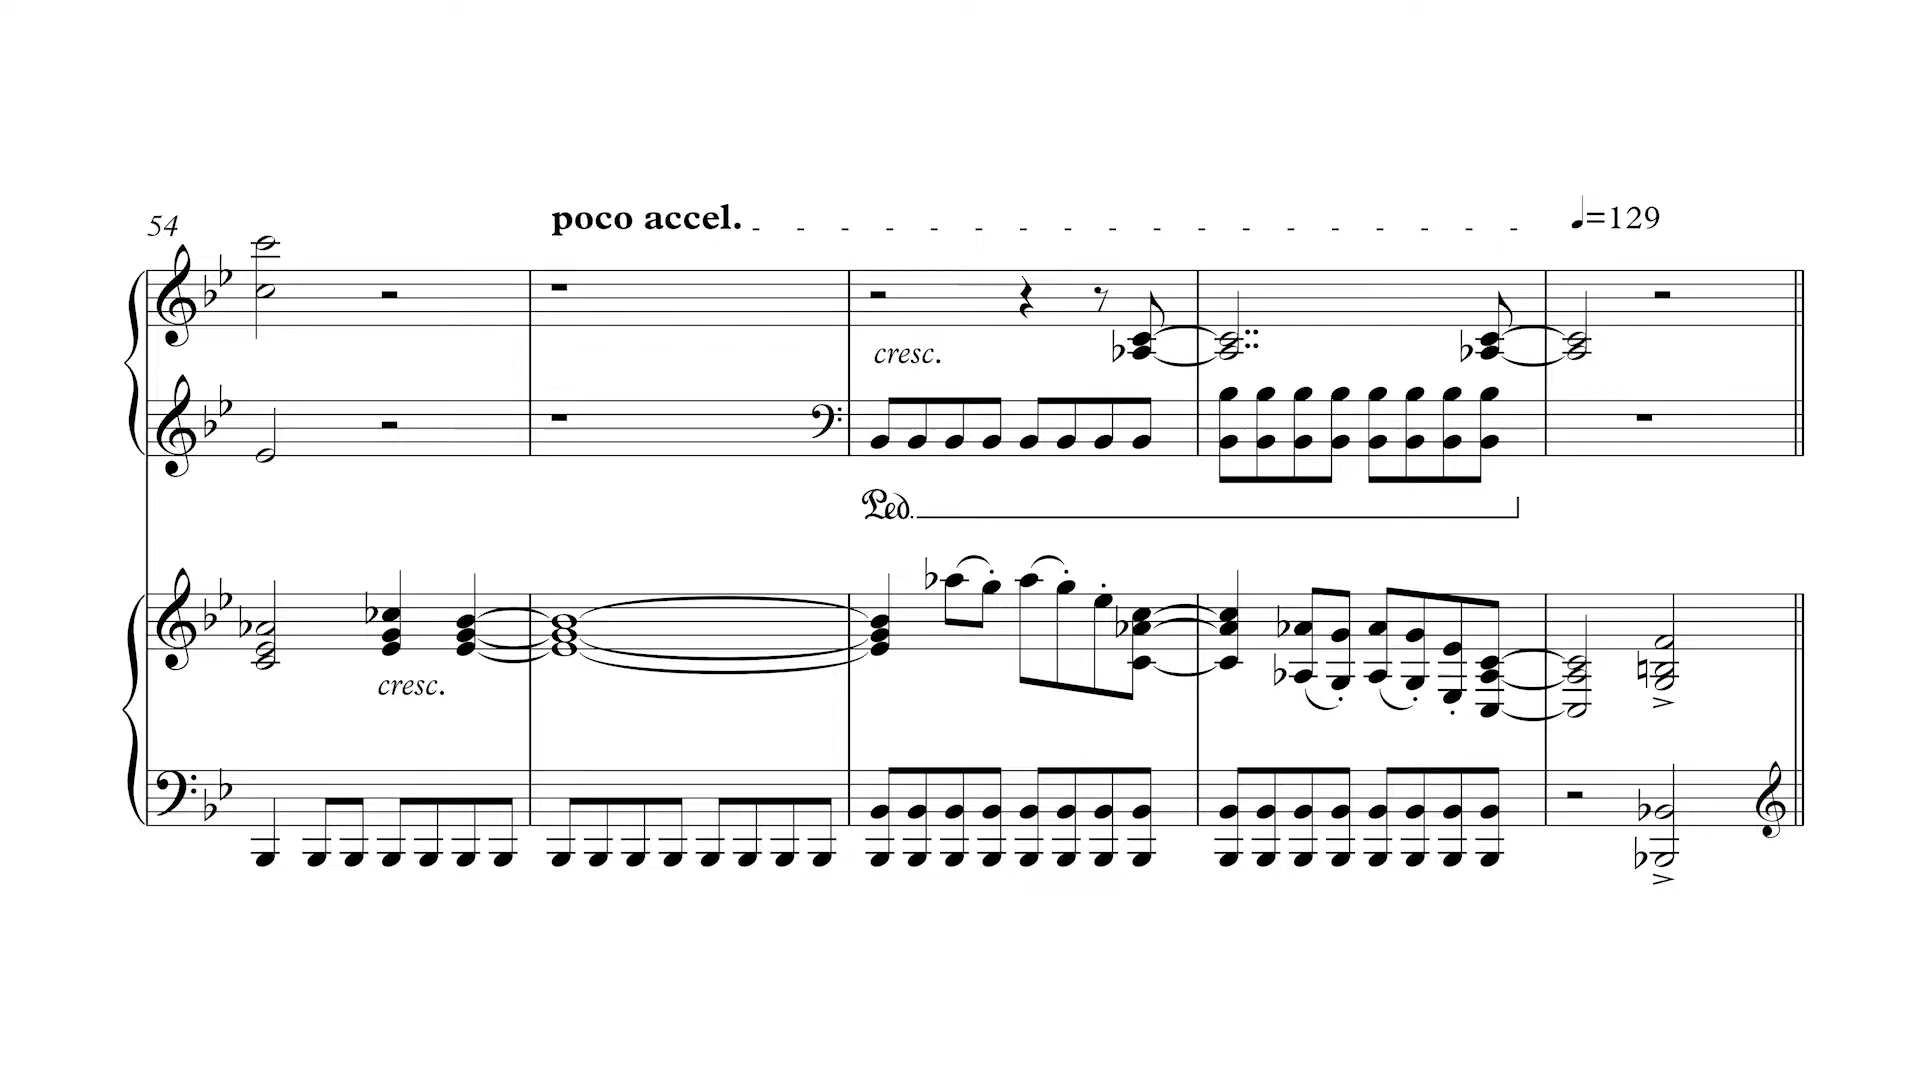 54
poco accel.
♩=129
cresc.
Ped.
cresc.